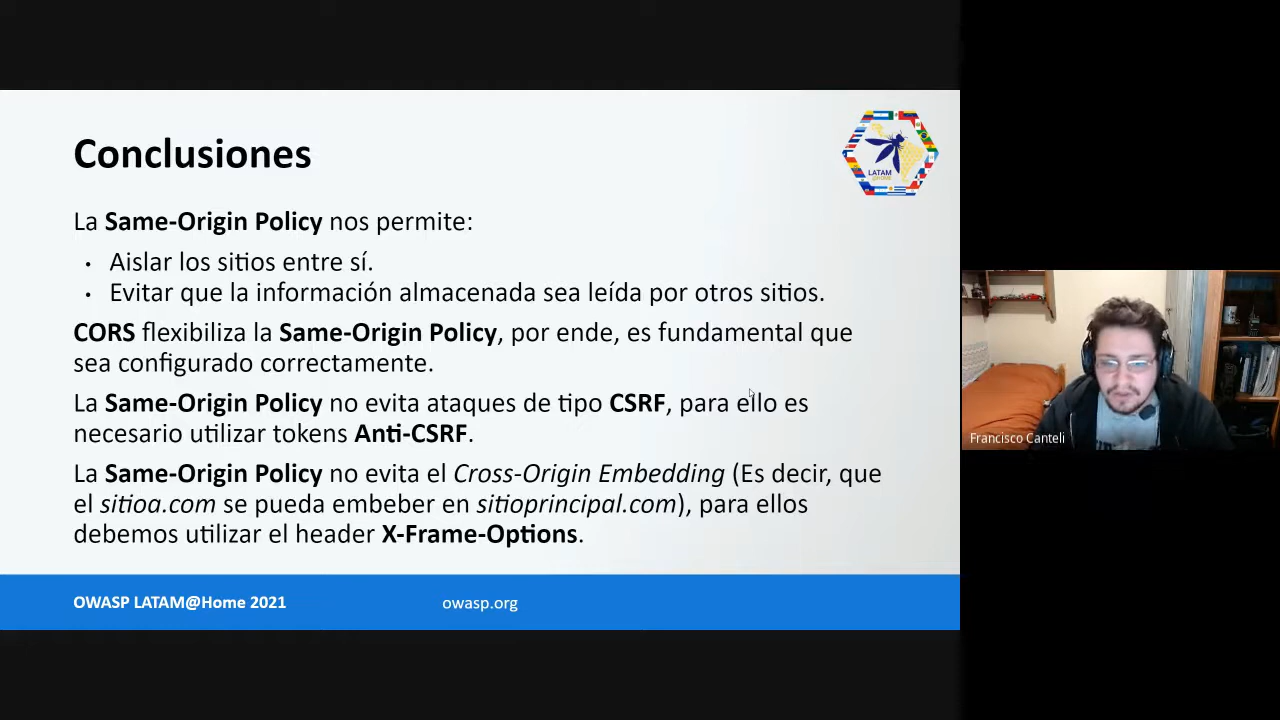 Conclusiones
LATAM
@HOME
La Same-Origin Policy nos permite:
• Aislar los sitios entre sí.
• Evitar que la información almacenada sea leída por otros sitios.
CORS flexibiliza la Same-Origin Policy, por ende, es fundamental que
sea configurado correctamente.
La Same-Origin Policy no evita ataques de tipo CSRF, para ello es
necesario utilizar tokens Anti-CSRF.
La Same-Origin Policy no evita el Cross-Origin Embedding (Es decir, que
el sitioa.com se pueda embeber en sitioprincipal.com), para ellos
debemos utilizar el header X-Frame-Options.
OWASP LATAM@Home 2021
owasp.org
Francisco Canteli